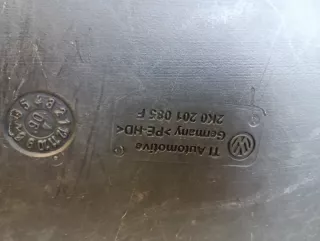 TI Automotive
Germany >PE-HD<
2K0 201 085 F